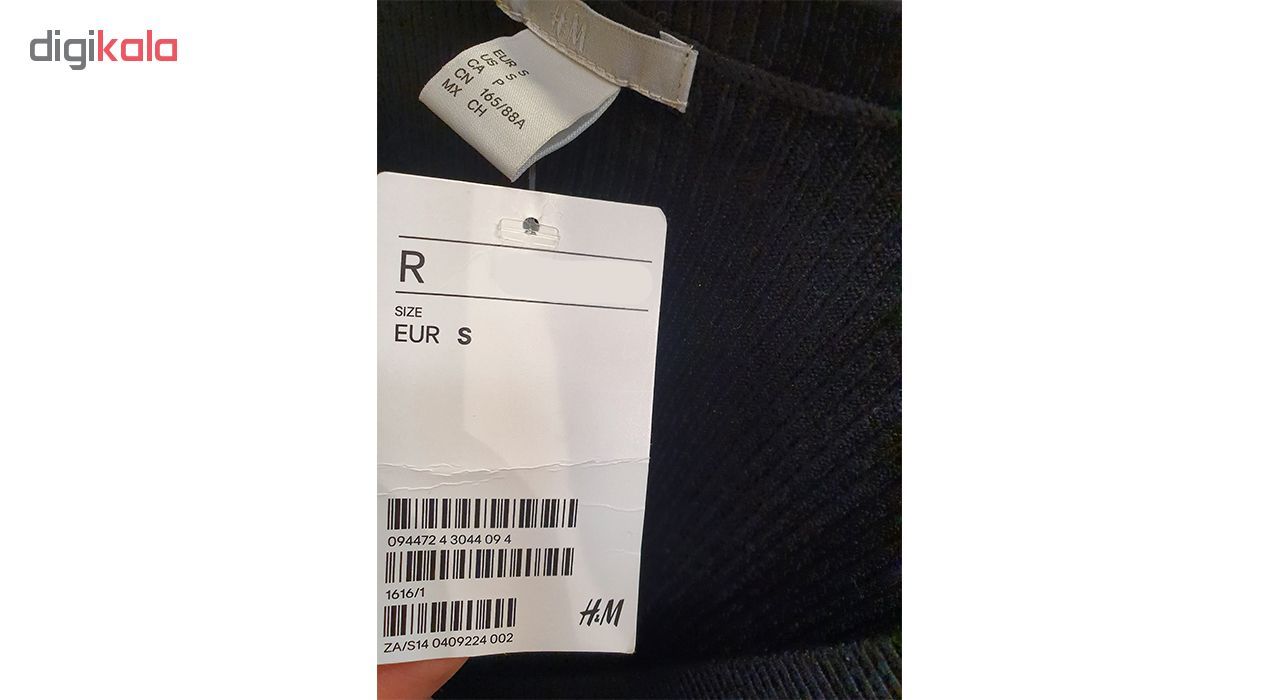 digikala
H&M
EUR S
US S
CA P
CN 165/88A
MX CH
R
SIZE
EUR S
094472 4 3044 09 4
1616/1
ZA/S14 0409224 002
H&M